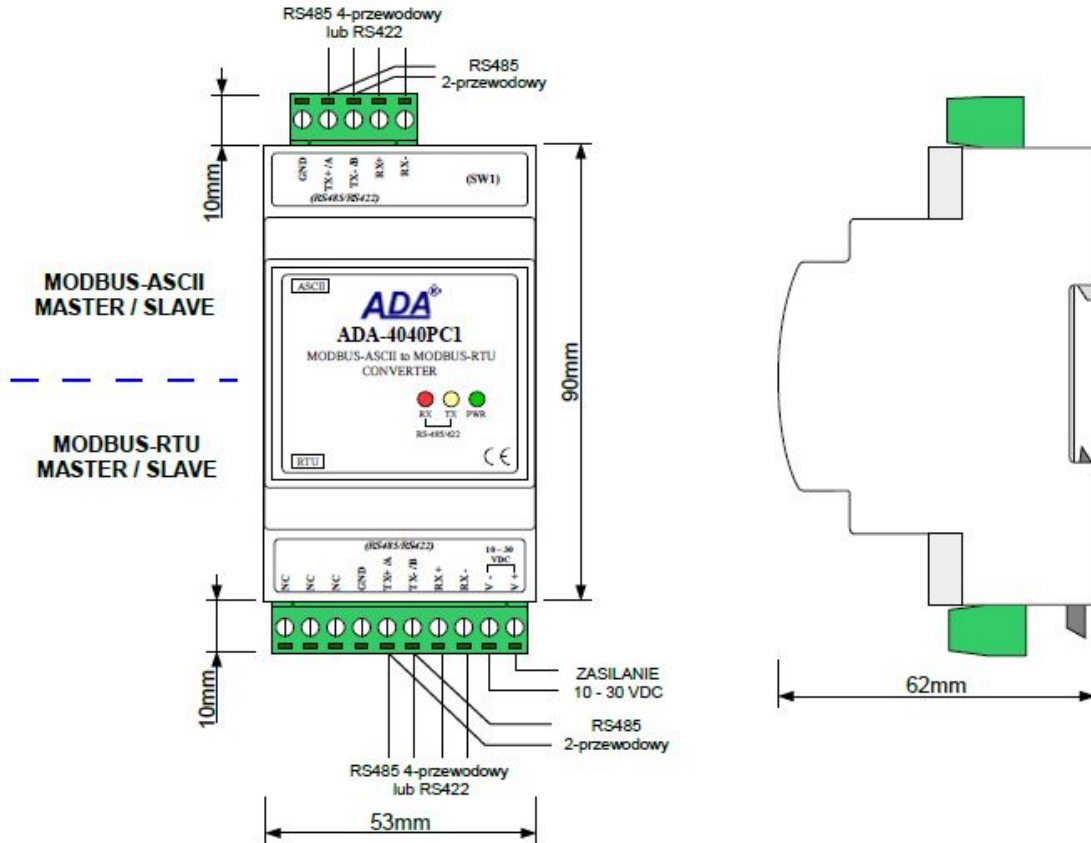 RS485 4-przewodowy
lub RS422
RS485
2-przewodowy
10mm
GND
TX+/A
TX-/B
RX+
RX-
(SW1)
(RS485/RS422)
MODBUS-ASCII
MASTER / SLAVE
MODBUS-RTU
MASTER / SLAVE
ASCII
ADA®
ADA-4040PC1
MODBUS-ASCII to MODBUS-RTU
CONVERTER
RX TX PWR
RS-485/422
RTU
CE
90mm
(RS485/RS422)
10 – 30
VDC
NC
NC
NC
GND
TX+/A
TX-/B
RX+
RX-
V -
V +
10mm
ZASILANIE
10 - 30 VDC
RS485
2-przewodowy
RS485 4-przewodowy
lub RS422
53mm
62mm